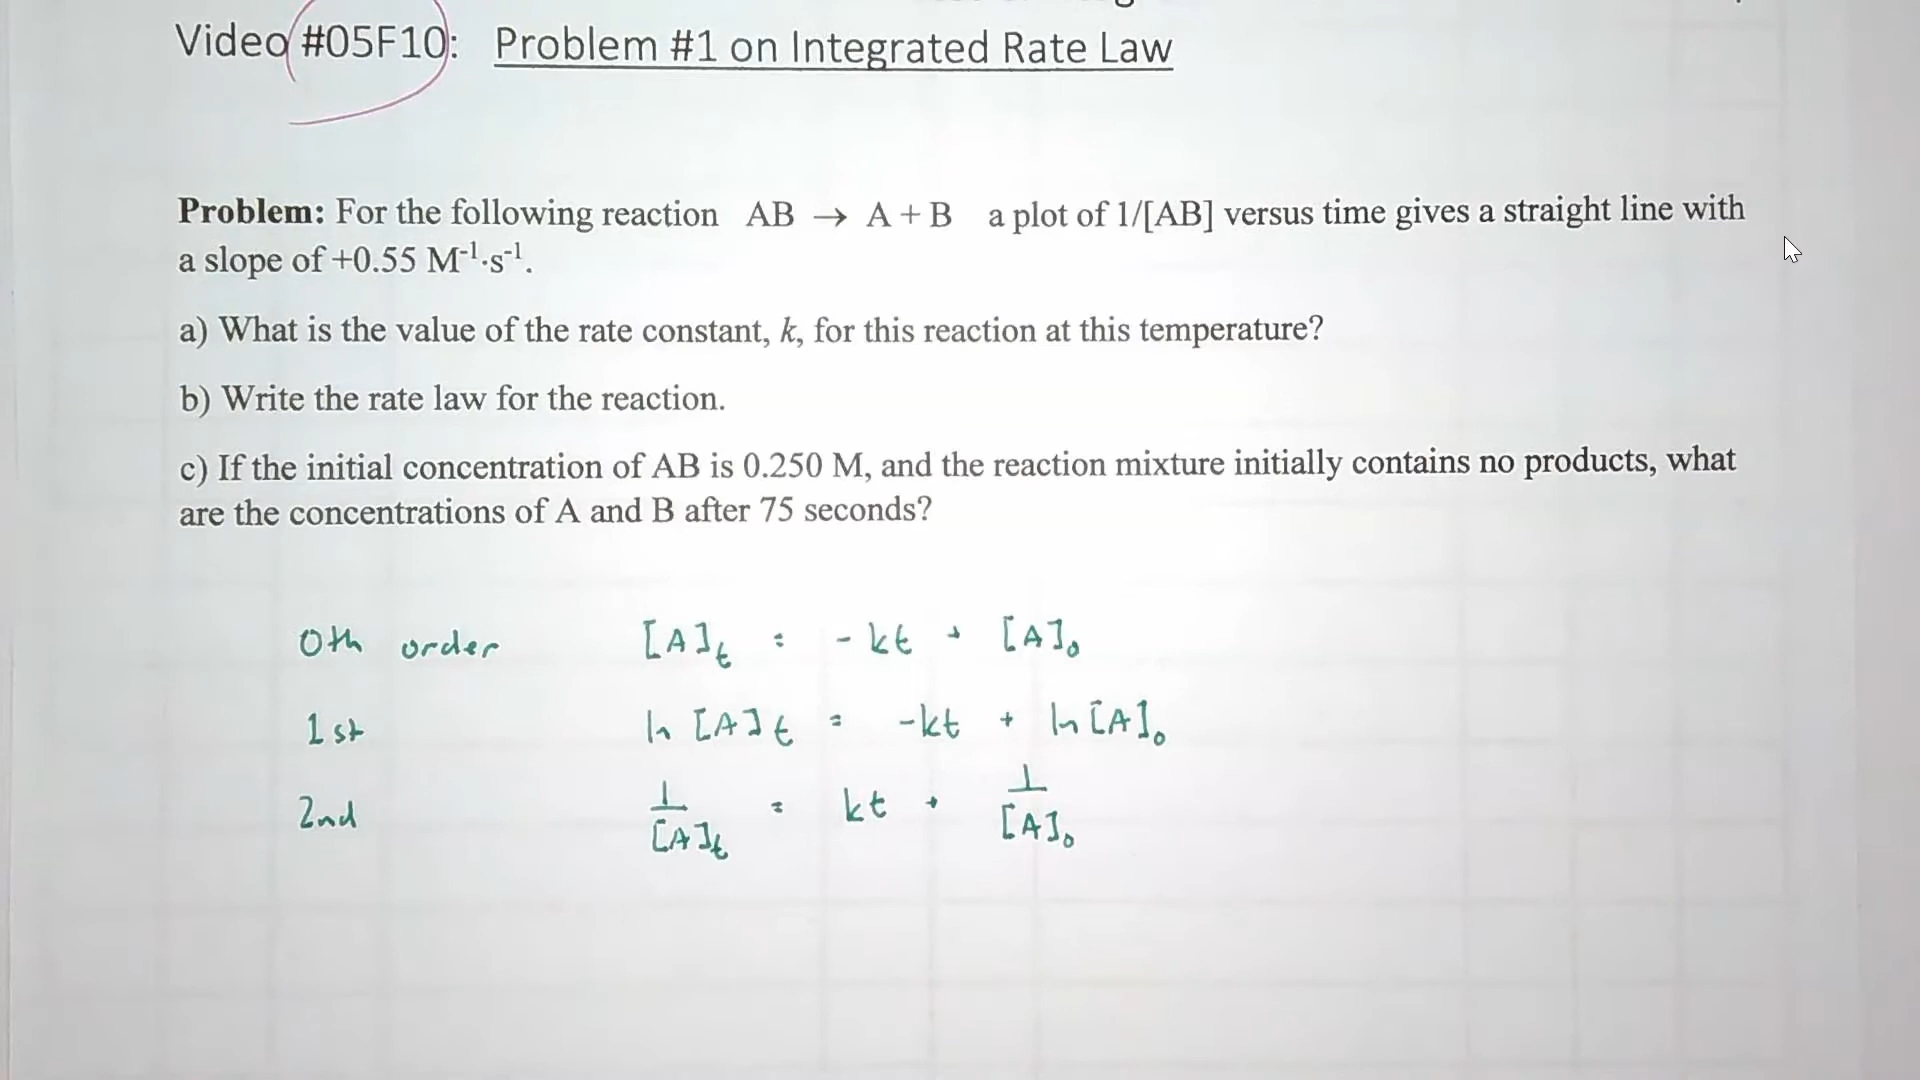 Video #05F10: Problem #1 on Integrated Rate Law
Problem: For the following reaction AB → A + B a plot of 1/[AB] versus time gives a straight line with
a slope of +0.55 M⁻¹·s⁻¹.
a) What is the value of the rate constant, k, for this reaction at this temperature?
b) Write the rate law for the reaction.
c) If the initial concentration of AB is 0.250 M, and the reaction mixture initially contains no products, what
are the concentrations of A and B after 75 seconds?
0th order [A]ₜ = - kt + [A]₀
1st ln [A]ₜ = -kt + ln [A]₀
2nd 1/[A]ₜ = kt + 1/[A]₀